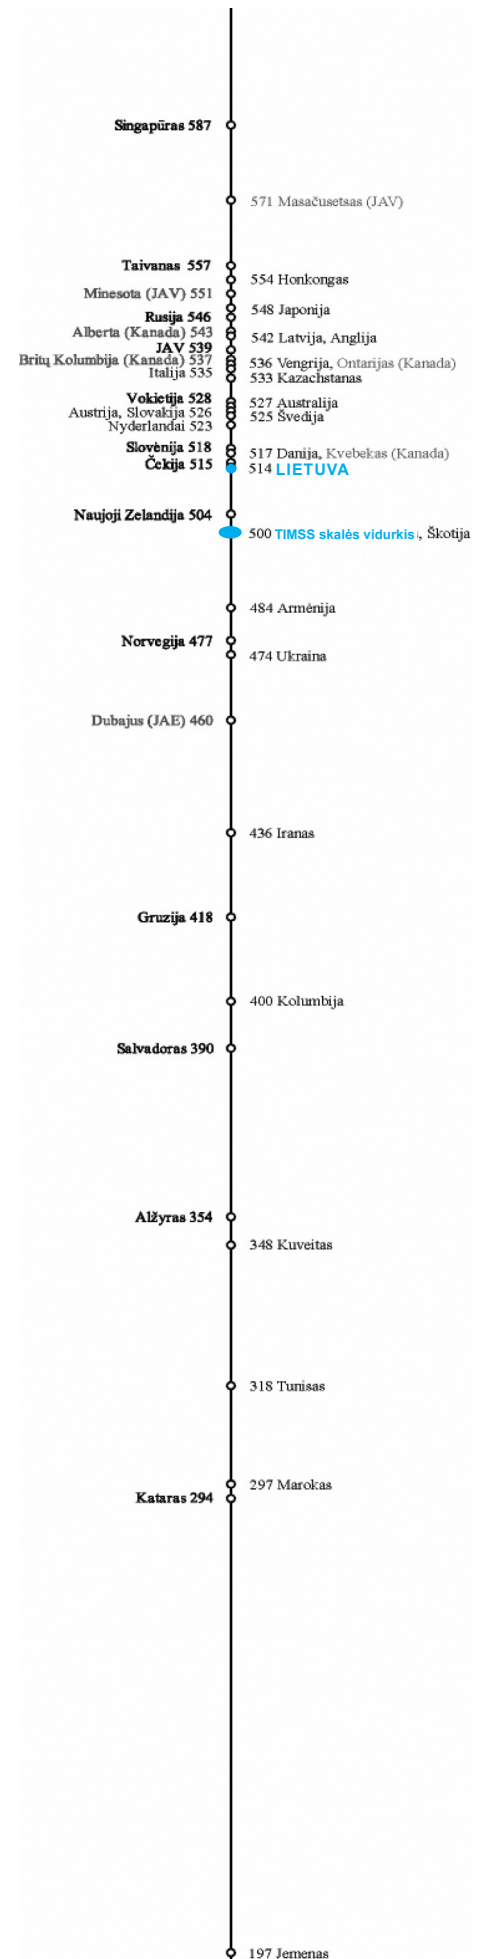 Singapūras 587
571 Masačusetsas (JAV)
Taivanas 557
554 Honkongas
Minesota (JAV) 551
548 Japonija
Rusija 546
Alberta (Kanada) 543
542 Latvija, Anglija
JAV 539
Britų Kolumbija (Kanada) 537
536 Vengrija, Ontarijas (Kanada)
Italija 535
533 Kazachstanas
Vokietija 528
527 Australija
Austrija, Slovakija 526
525 Švedija
Nyderlandai 523
Slovėnija 518
517 Danija, Kvebekas (Kanada)
Čekija 515
514 LIETUVA
Naujoji Zelandija 504
500 TIMSS skalės vidurkis, Škotija
484 Armėnija
Norvegija 477
474 Ukraina
Dubajus (JAE) 460
436 Iranas
Gruzija 418
400 Kolumbija
Salvadoras 390
Alžyras 354
348 Kuveitas
318 Tunisas
297 Marokas
Kataras 294
197 Jemenas